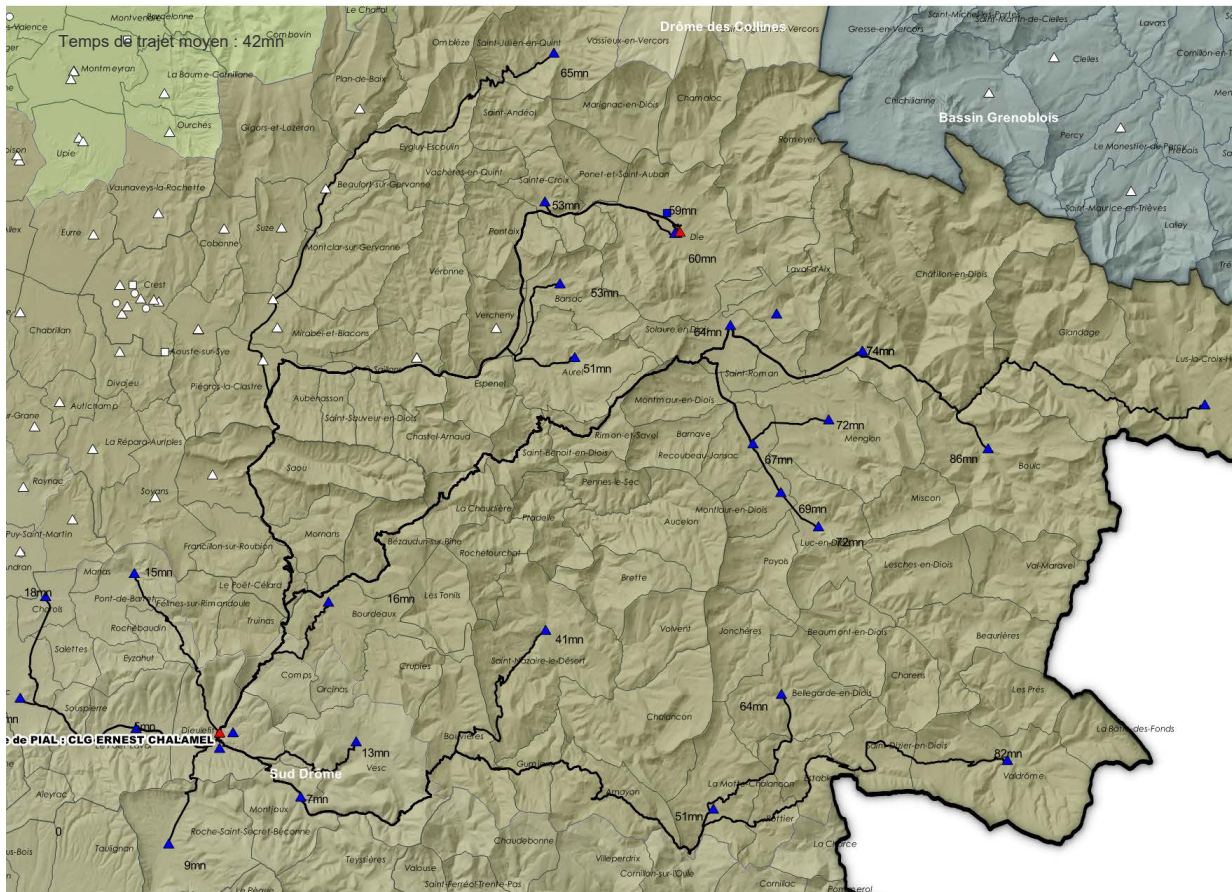 Montvendre
Combovin
Omblèze
Saint-Julien-en-Quint
Vassieux-en-Vercors
Drôme des Collines
Gresse-en-Vercors
Saint-Martin-de-Cielles
Lavars
Temps de trajet moyen : 42mn
Montmeyran
La Baume-Cornillane
Plan-de-Baix
65mn
Cielles
Ourches
Saint-Andéol
Marignac-en-Diois
Chamaloc
Chichilianne
Bassin Grenoblois
Gigors-et-Lozeron
Romeyer
Percy
Upie
Eygluy-Escoulin
Le Monestier-de-Percy
Prébois
Vachères-en-Quint
Ponet-et-Saint-Auban
Vaunaveys-la-Rochette
Beaufort-sur-Gervanne
Sainte-Croix
53mn
59mn
Saint-Maurice-en-Trièves
Eurre
Cobonne
Suze
Pontaix
Die
Lalley
Montclar-sur-Gervanne
60mn
Laval-d'Aix
Véronne
Châtillon-en-Diois
Crest
53mn
Barsac
Vercheny
Chabrillan
Mirabel-et-Blacons
Solaure-en-Diois
64mn
Glandage
Aouste-sur-Sye
74mn
Saillans
Aurel
51mn
Saint-Roman
Divajeu
Piégros-la-Clastre
Espenel
Autichamp
Aubenasson
Montmaur-en-Diois
Saint-Sauveur-en-Diois
72mn
Chastel-Arnaud
Rimon-et-Savel
Barnave
Menglon
La Répara-Auriples
Saint-Benoit-en-Diois
Recoubeau-Jansac
67mn
86mn
Boulc
Saou
Roynac
Pennes-le-Sec
Soyans
La Chaudière
Montlaur-en-Diois
69mn
Miscon
Pradelle
Aucelon
Puy-Saint-Martin
Mornans
72mn
Luc-en-Diois
Francillon-sur-Roubion
Bézaudun-sur-Bîne
Rochefourchat
Poyols
Lesches-en-Diois
Val-Maravel
15mn
Manas
Le Poët-Célard
Brette
18mn
Charols
Pont-de-Barret
Félines-sur-Rimandoule
16mn
Les Tonils
Bourdeaux
Truinas
Rochebaudin
41mn
Volvent
Jonchères
Beaumont-en-Diois
Beaurières
Salettes
Eyzahut
Crupies
Saint-Nazaire-le-Désert
Comps
Charens
Orcinas
64mn
Bellegarde-en-Diois
Les Prés
Souspierre
Chalancon
La Bâtie-des-Fonds
5mn
Dieulefit
Bouvières
e de PIAL : CLG ERNEST CHALAMEL
Le Poët-Laval
13mn
Vesc
Saint-Dizier-en-Diois
82mn
Sud Drôme
Valdrôme
La Motte-Chalancon
Aleyrac
7mn
Arnayon
Montjoux
51mn
Rottier
Roche-Saint-Secret-Béconne
Taulignan
Chaudebonne
La Charce
9mn
Teyssières
Villeperdrix
Valouse
Cornillon-sur-l'Oule
Cornillac
Saint-Ferréol-Trente-Pas
Pommerol